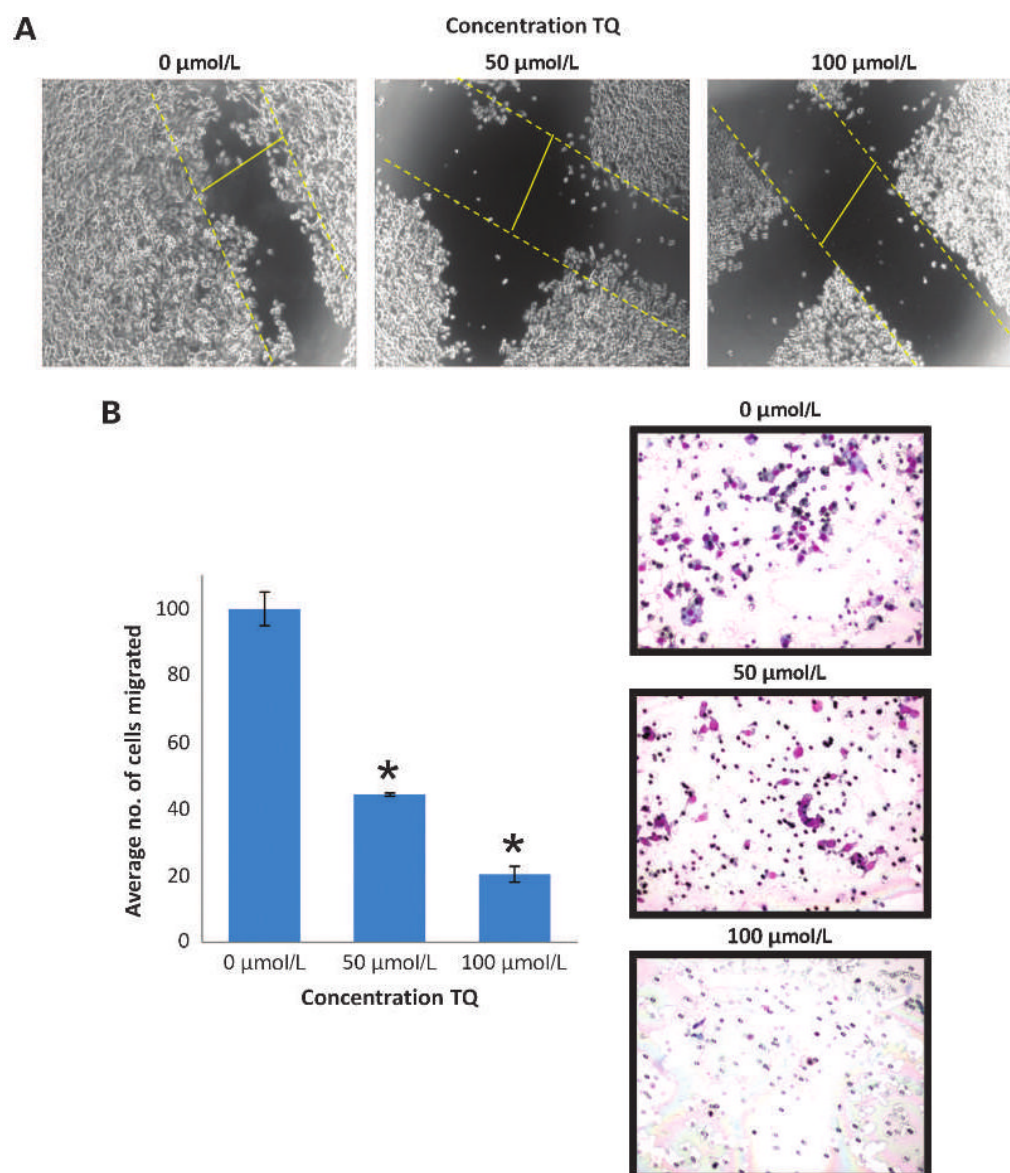 A
Concentration TQ
0 µmol/L 50 µmol/L 100 µmol/L
B
0 µmol/L
50 µmol/L
100 µmol/L
Average no. of cells migrated
100
80
60
40
20
0
*
*
0 µmol/L 50 µmol/L 100 µmol/L
Concentration TQ